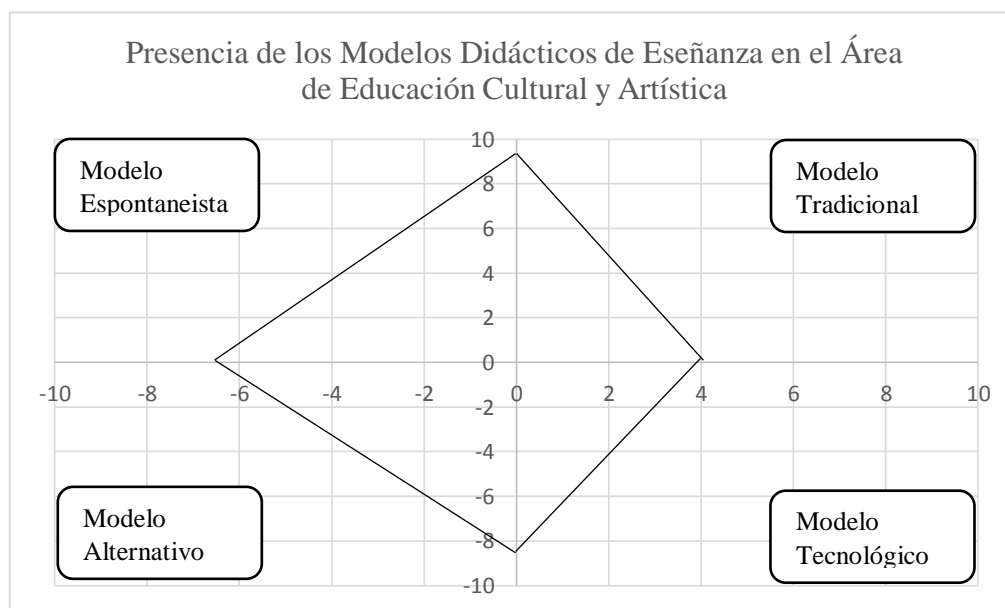 Presencia de los Modelos Didácticos de Eseñanza en el Área
de Educación Cultural y Artística
Modelo
Espontaneista
Modelo
Tradicional
10
8
6
4
2
0
-10
-8
-6
-4
-2
0
2
4
6
8
10
-2
-4
-6
-8
-10
Modelo
Alternativo
Modelo
Tecnológico